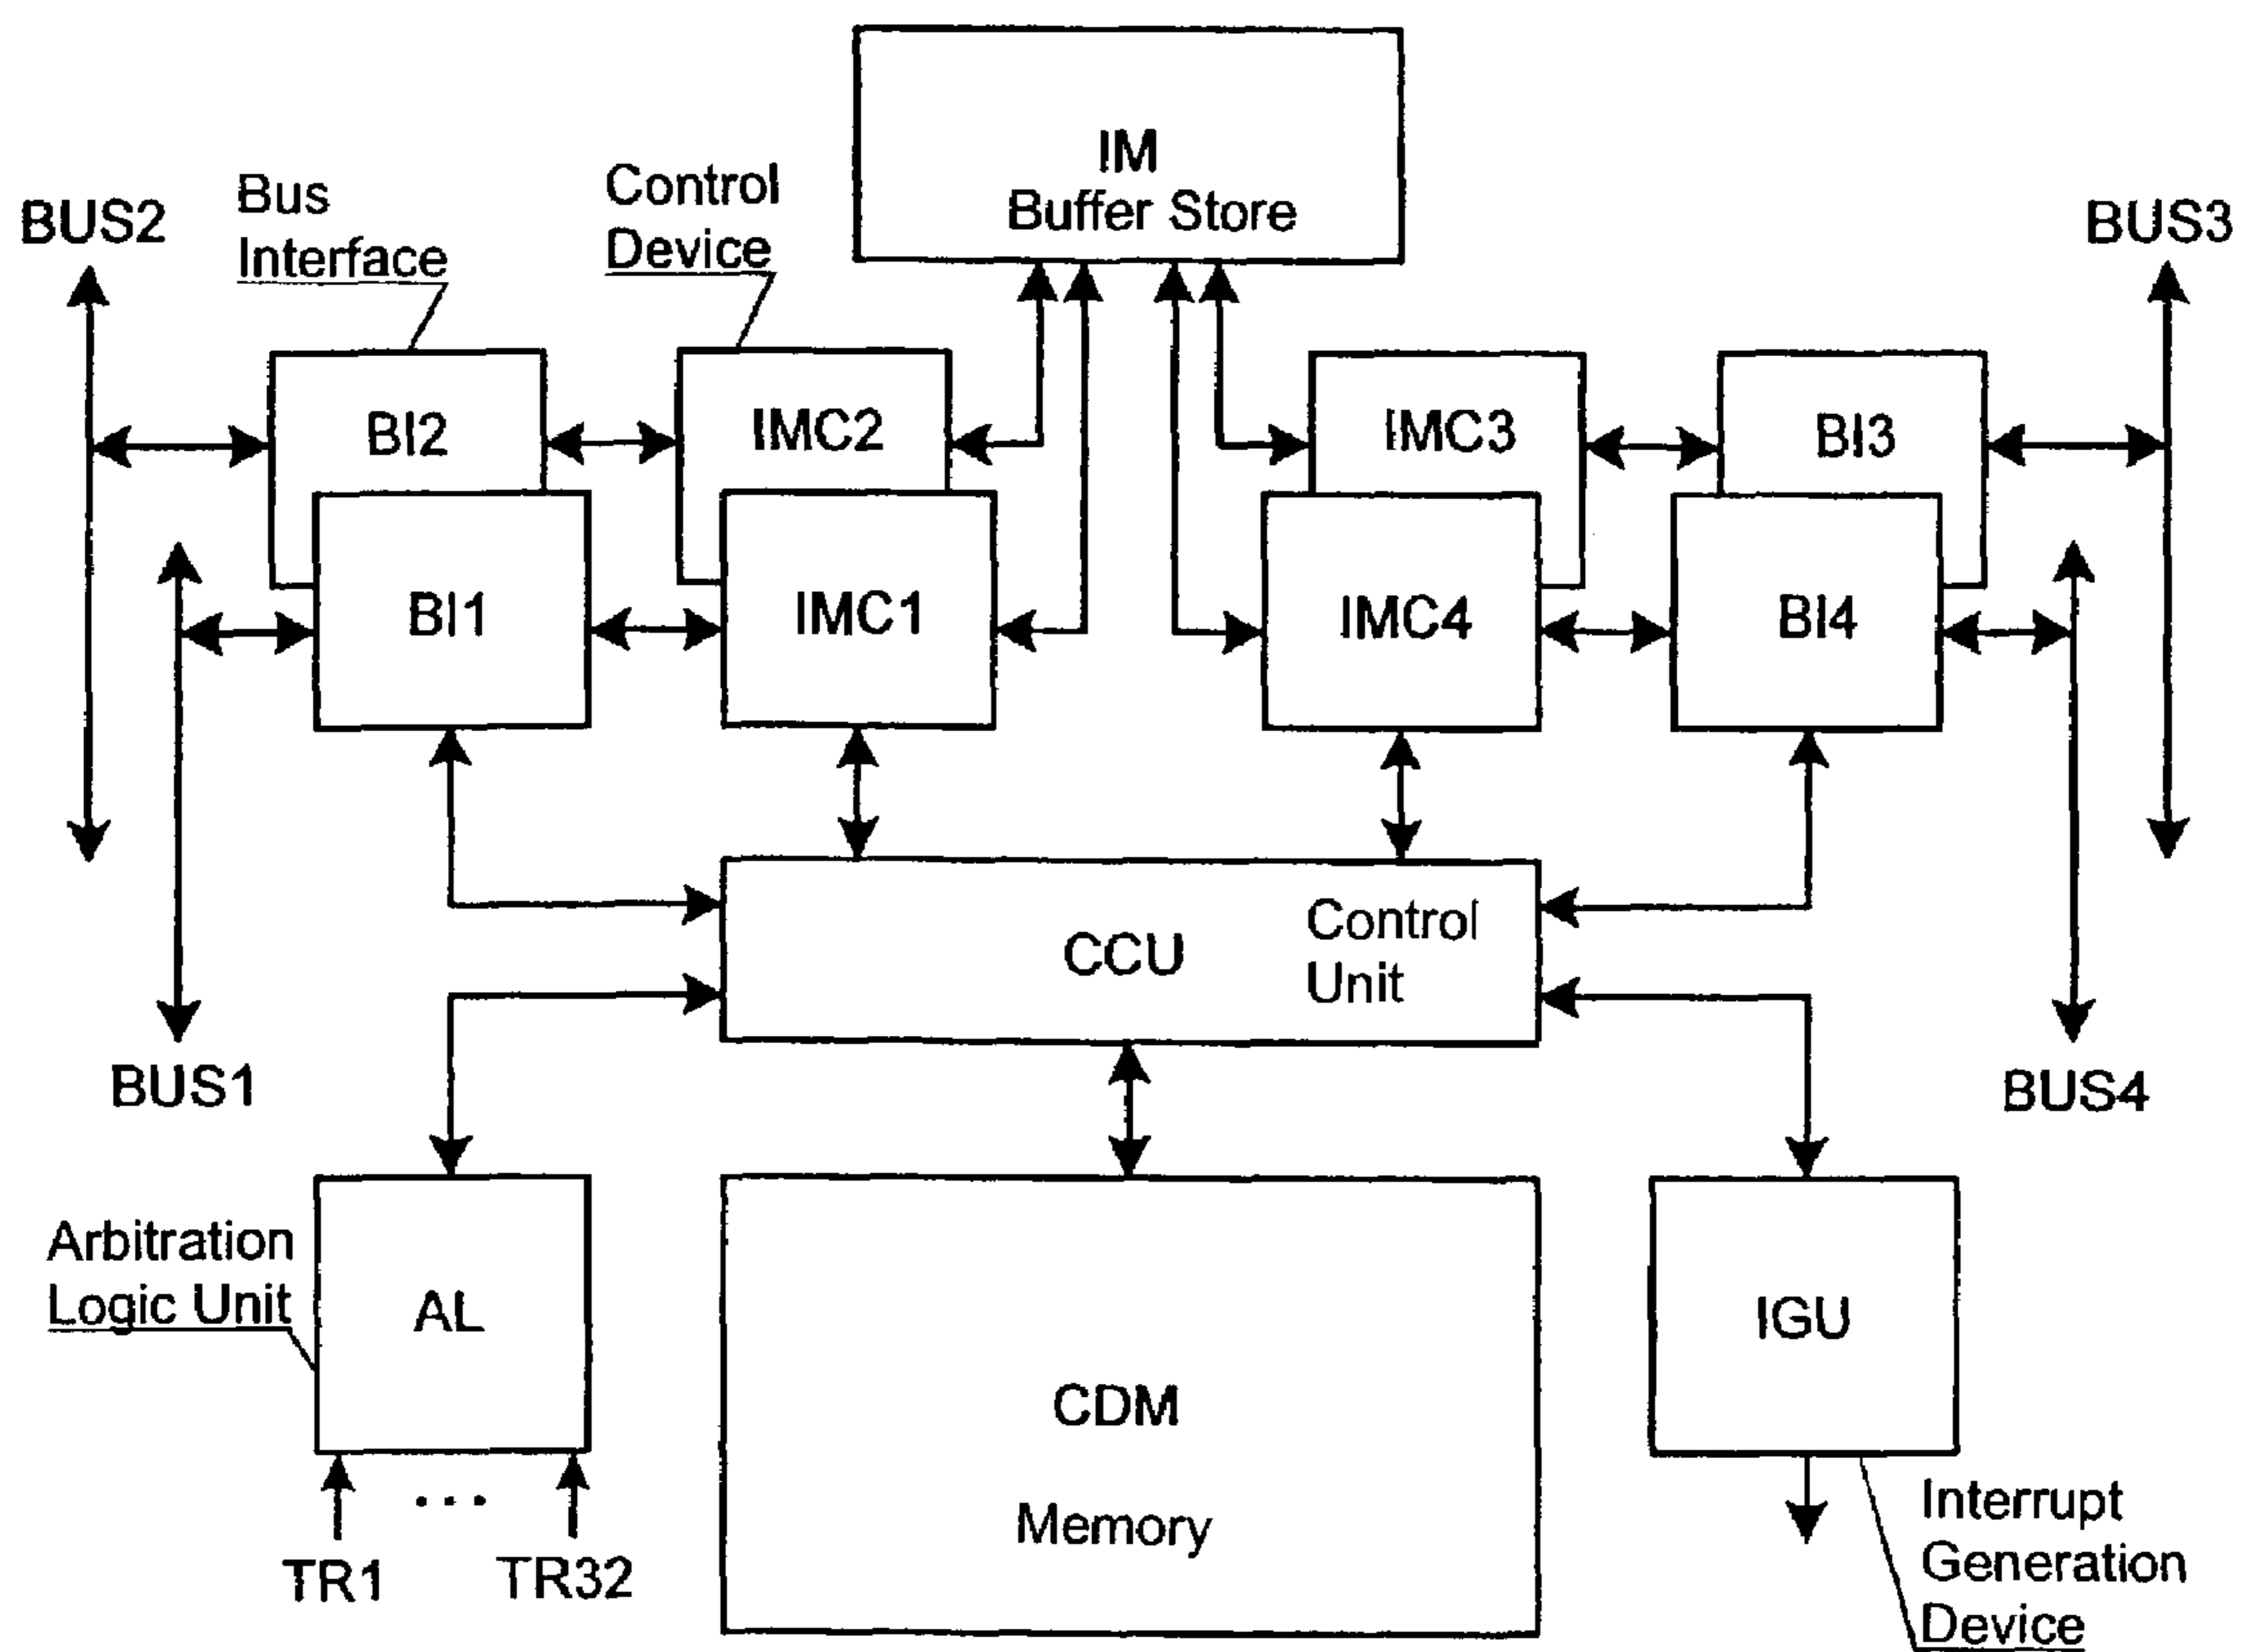 IM
Buffer Store
Control
Device
Bus
Interface
BUS2
BUS3
BI2
IMC2
IMC3
BI3
BI1
IMC1
IMC4
BI4
CCU
Control
Unit
BUS1
BUS4
Arbitration
Logic Unit
AL
CDM
Memory
IGU
TR1
...
TR32
Interrupt
Generation
Device